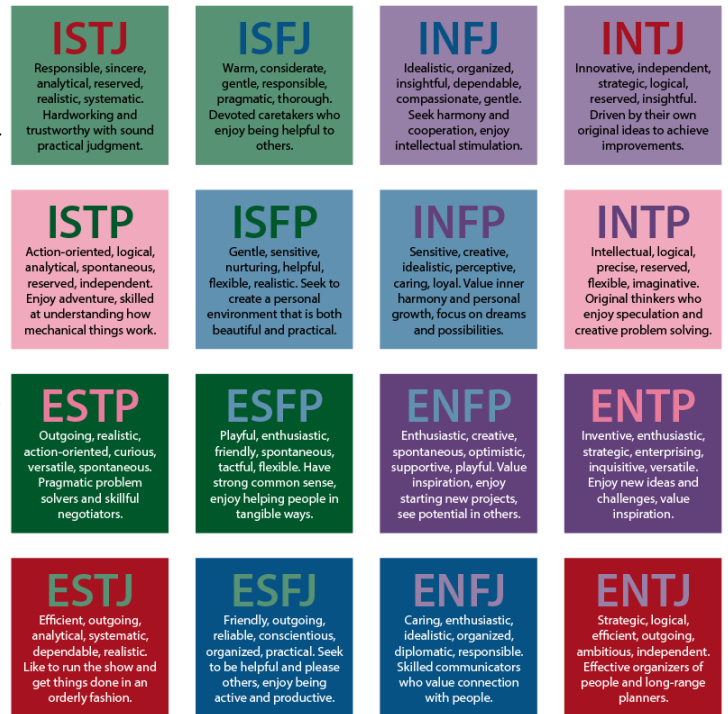 ISTJ
Responsible, sincere,
analytical, reserved,
realistic, systematic.
Hardworking and
trustworthy with sound
practical judgment.
ISFJ
Warm, considerate,
gentle, responsible,
pragmatic, thorough.
Devoted caretakers who
enjoy being helpful to
others.
INFJ
Idealistic, organized,
insightful, dependable,
compassionate, gentle.
Seek harmony and
cooperation, enjoy
intellectual stimulation.
INTJ
Innovative, independent,
strategic, logical,
reserved, insightful.
Driven by their own
original ideas to achieve
improvements.
ISTP
Action-oriented, logical,
analytical, spontaneous,
reserved, independent.
Enjoy adventure, skilled
at understanding how
mechanical things work.
ISFP
Gentle, sensitive,
nurturing, helpful,
flexible, realistic. Seek to
create a personal
environment that is both
beautiful and practical.
INFP
Sensitive, creative,
idealistic, perceptive,
caring, loyal. Value inner
harmony and personal
growth, focus on dreams
and possibilities.
INTP
Intellectual, logical,
precise, reserved,
flexible, imaginative.
Original thinkers who
enjoy speculation and
creative problem solving.
ESTP
Outgoing, realistic,
action-oriented, curious,
versatile, spontaneous.
Pragmatic problem
solvers and skillful
negotiators.
ESFP
Playful, enthusiastic,
friendly, spontaneous,
tactful, flexible. Have
strong common sense,
enjoy helping people in
tangible ways.
ENFP
Enthusiastic, creative,
spontaneous, optimistic,
supportive, playful. Value
inspiration, enjoy
starting new projects,
see potential in others.
ENTP
Inventive, enthusiastic,
strategic, enterprising,
inquisitive, versatile.
Enjoy new ideas and
challenges, value
inspiration.
ESTJ
Efficient, outgoing,
analytical, systematic,
dependable, realistic.
Like to run the show and
get things done in an
orderly fashion.
ESFJ
Friendly, outgoing,
reliable, conscientious,
organized, practical. Seek
to be helpful and please
others, enjoy being
active and productive.
ENFJ
Caring, enthusiastic,
idealistic, organized,
diplomatic, responsible.
Skilled communicators
who value connection
with people.
ENTJ
Strategic, logical,
efficient, outgoing,
ambitious, independent.
Effective organizers of
people and long-range
planners.